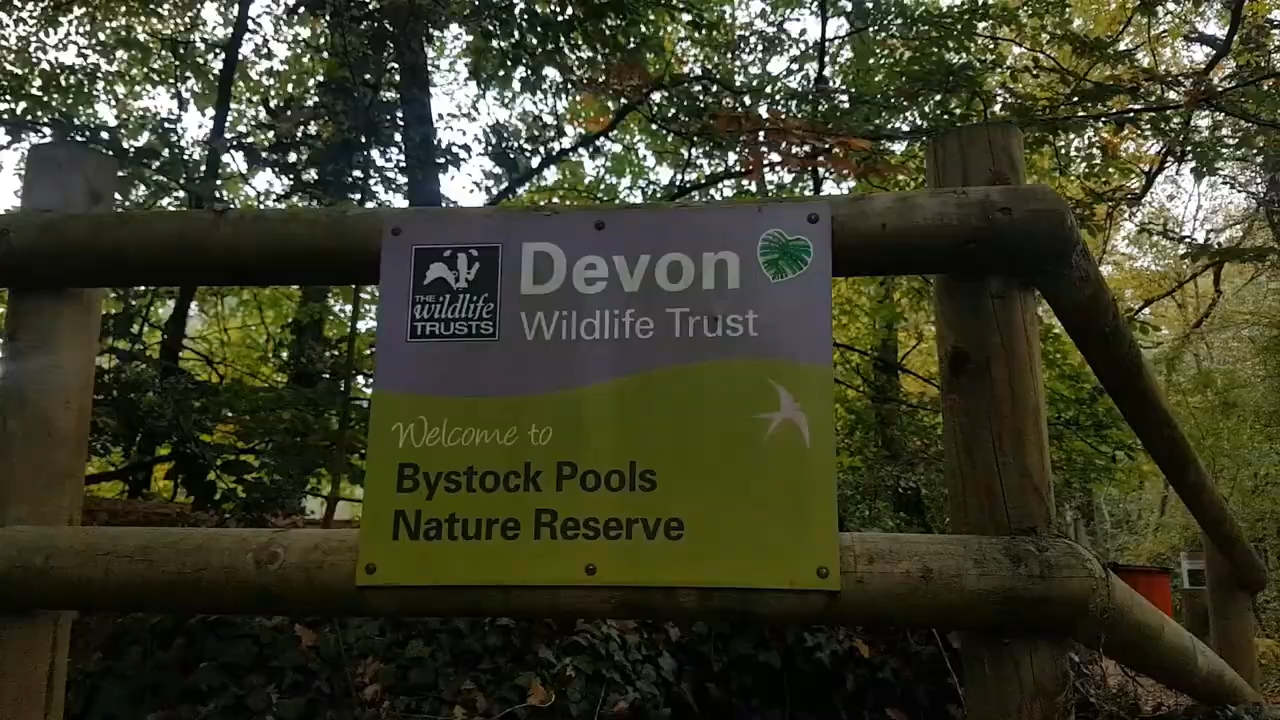 THE
wildlife
TRUSTS
Devon
Wildlife Trust
Welcome to
Bystock Pools
Nature Reserve